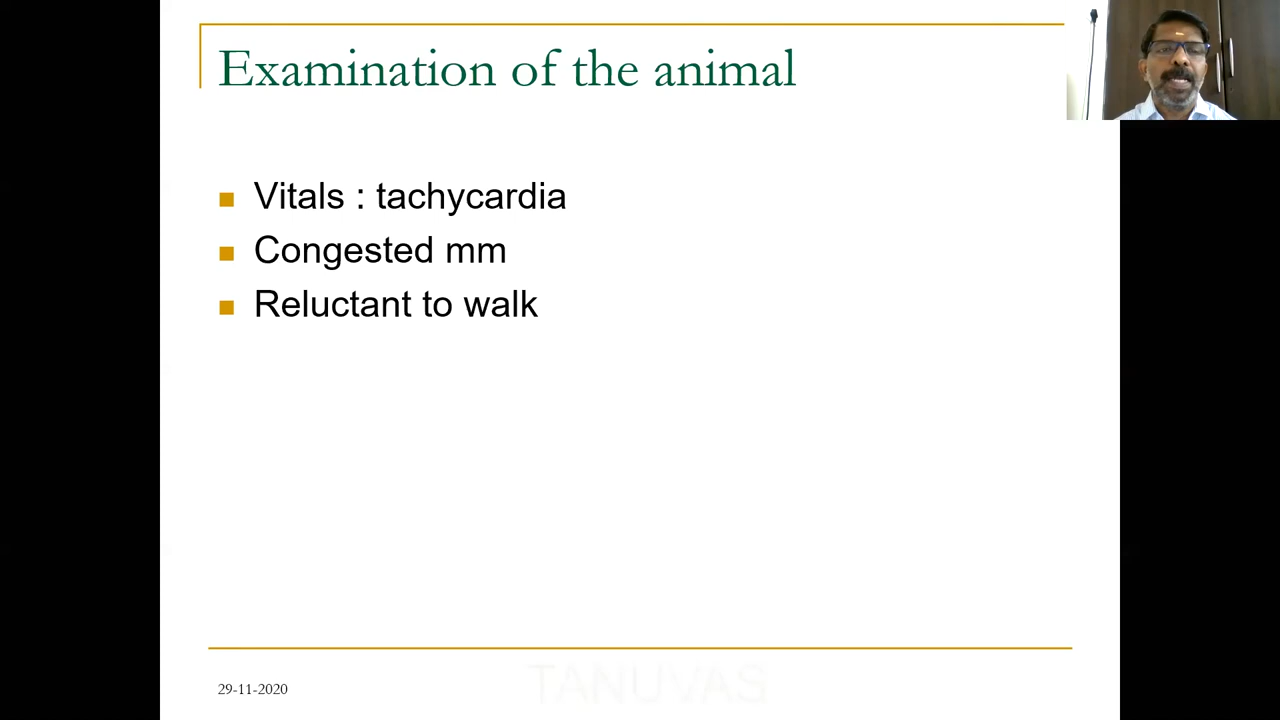 Examination of the animal
Vitals : tachycardia
Congested mm
Reluctant to walk
29-11-2020
TANUVAS